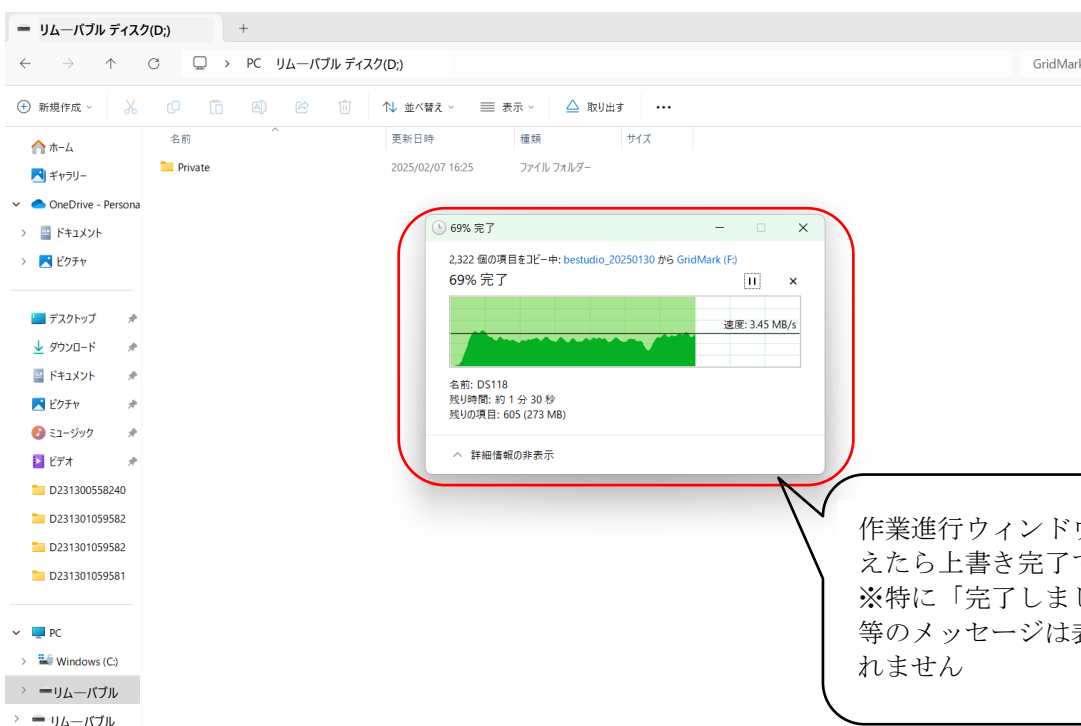 リムーバブル ディスク(D;)
PC リムーバブル ディスク(D;)
GridMark
新規作成
並べ替え
表示
取り出す
名前 更新日時 種類 サイズ
Private 2025/02/07 16:25 ファイル フォルダー
ホーム
ギャラリー
OneDrive - Persona
ドキュメント
ピクチャ
デスクトップ
ダウンロード
ドキュメント
ピクチャ
ミュージック
ビデオ
D231300558240
D231301059582
D231301059582
D231301059581
PC
Windows (C:)
リムーバブル
リムーバブル
69% 完了
2,322 個の項目をコピー中: bestudio_20250130 から GridMark (F:)
69% 完了
速度: 3.45 MB/s
名前: DS118
残り時間: 約 1 分 30 秒
残りの項目: 605 (273 MB)
詳細情報の非表示
作業進行ウィンド
えたら上書き完了
※特に「完了しまし
等のメッセージは
れません